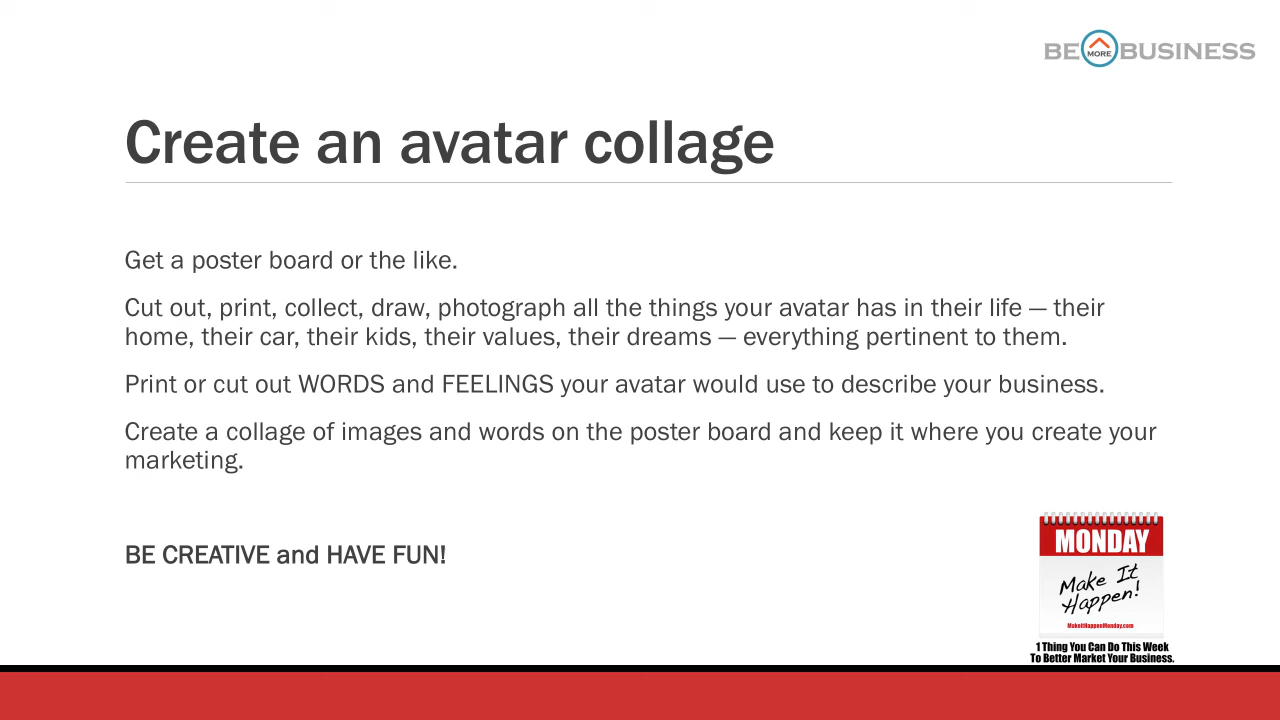 BE MORE BUSINESS
Create an avatar collage
Get a poster board or the like.
Cut out, print, collect, draw, photograph all the things your avatar has in their life — their
home, their car, their kids, their values, their dreams — everything pertinent to them.
Print or cut out WORDS and FEELINGS your avatar would use to describe your business.
Create a collage of images and words on the poster board and keep it where you create your
marketing.
BE CREATIVE and HAVE FUN!
MONDAY
Make It
Happen!
MakeItHappenMonday.com
1 Thing You Can Do This Week
To Better Market Your Business.